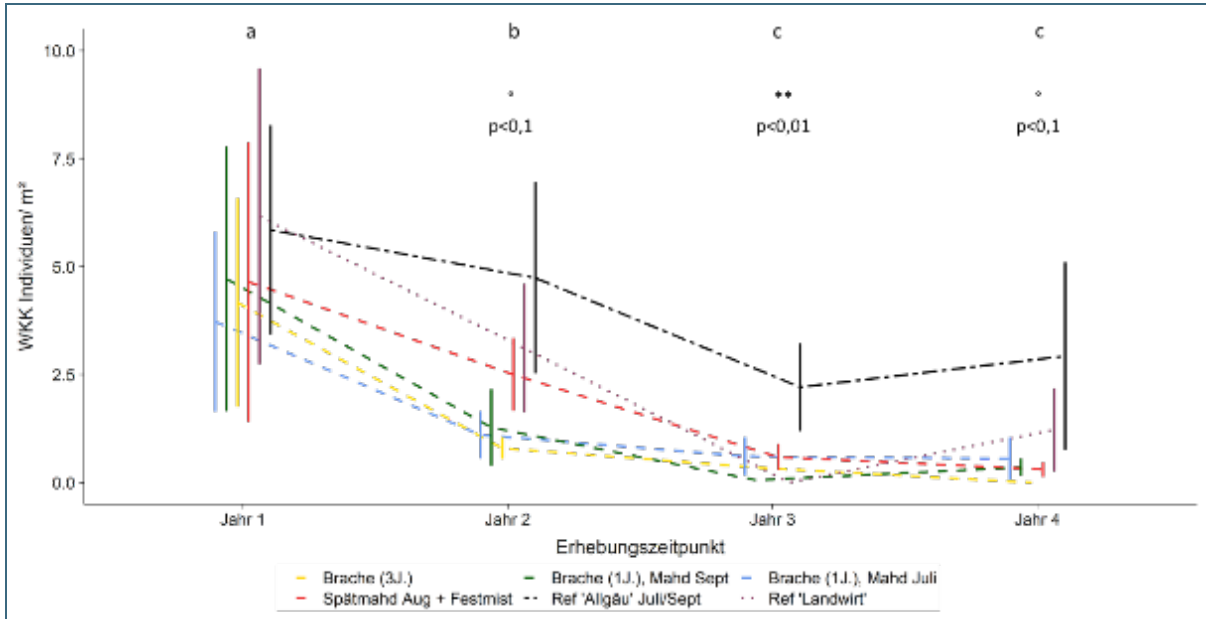 a b c c
10.0
° ** °
p<0,1 p<0,01 p<0,1
7.5
WKK Individuen/ m²
5.0
2.5
0.0
Jahr 1 Jahr 2 Jahr 3 Jahr 4
Erhebungszeitpunkt
Brache (3J.) Brache (1J.), Mahd Sept Brache (1J.), Mahd Juli
Spätmahd Aug + Festmist Ref 'Allgäu' Juli/Sept Ref 'Landwirt'